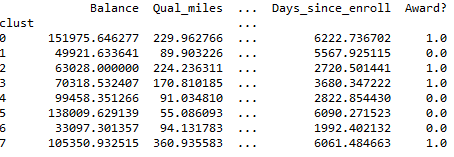 Balance Qual_miles ... Days_since_enroll Award?
clust ...
0 151975.646277 229.962766 ... 6222.736702 1.0
1 49921.633641 89.903226 ... 5567.925115 0.0
2 63028.000000 224.236311 ... 2720.501441 1.0
3 70318.532407 170.810185 ... 3680.347222 1.0
4 99458.351266 91.034810 ... 2822.854430 0.0
5 138009.629139 55.086093 ... 6090.271523 0.0
6 33097.301357 94.131783 ... 1992.402132 0.0
7 105350.932515 360.935583 ... 6061.484663 1.0